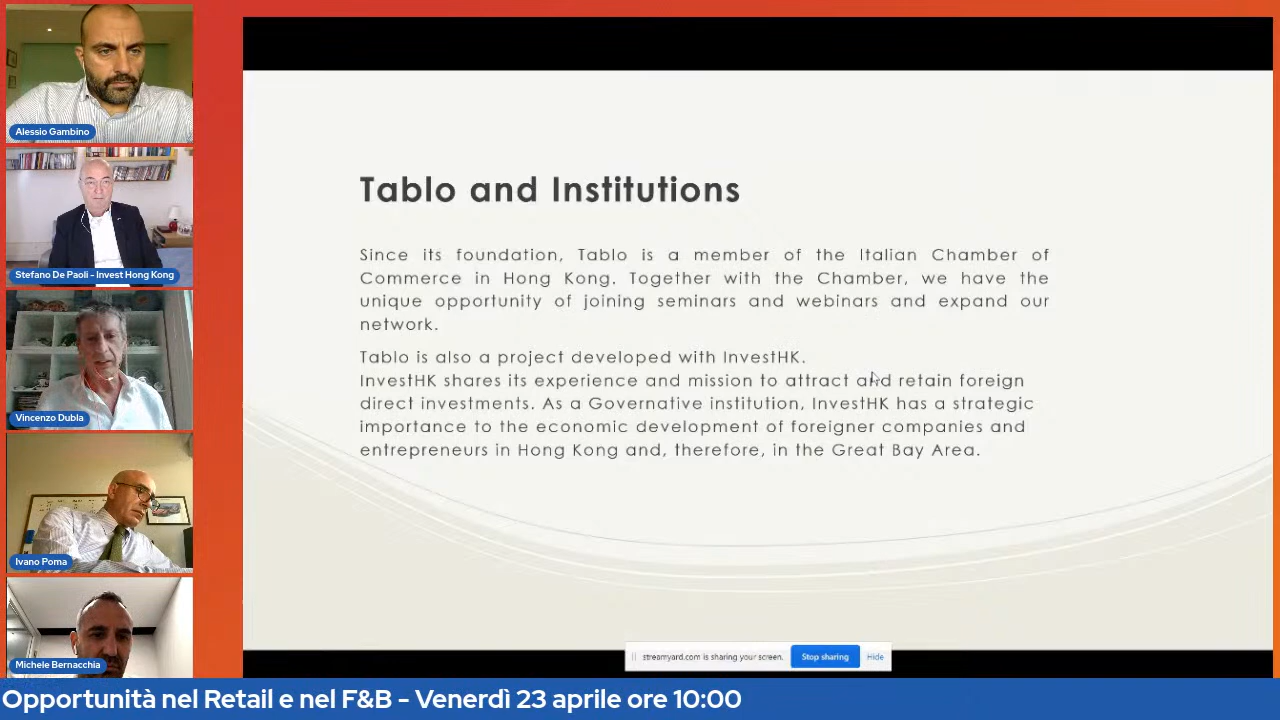 Alessio Gambino
Stefano De Paoli - Invest Hong Kong
Vincenzo Dubla
Ivano Poma
Michele Bernacchia
Tablo and Institutions
Since its foundation, Tablo is a member of the Italian Chamber of
Commerce in Hong Kong. Together with the Chamber, we have the
unique opportunity of joining seminars and webinars and expand our
network.
Tablo is also a project developed with InvestHK.
InvestHK shares its experience and mission to attract and retain foreign
direct investments. As a Governative institution, InvestHK has a strategic
importance to the economic development of foreigner companies and
entrepreneurs in Hong Kong and, therefore, in the Great Bay Area.
streamyard.com is sharing your screen.
Stop sharing
Hide
Opportunità nel Retail e nel F&B - Venerdì 23 aprile ore 10:00